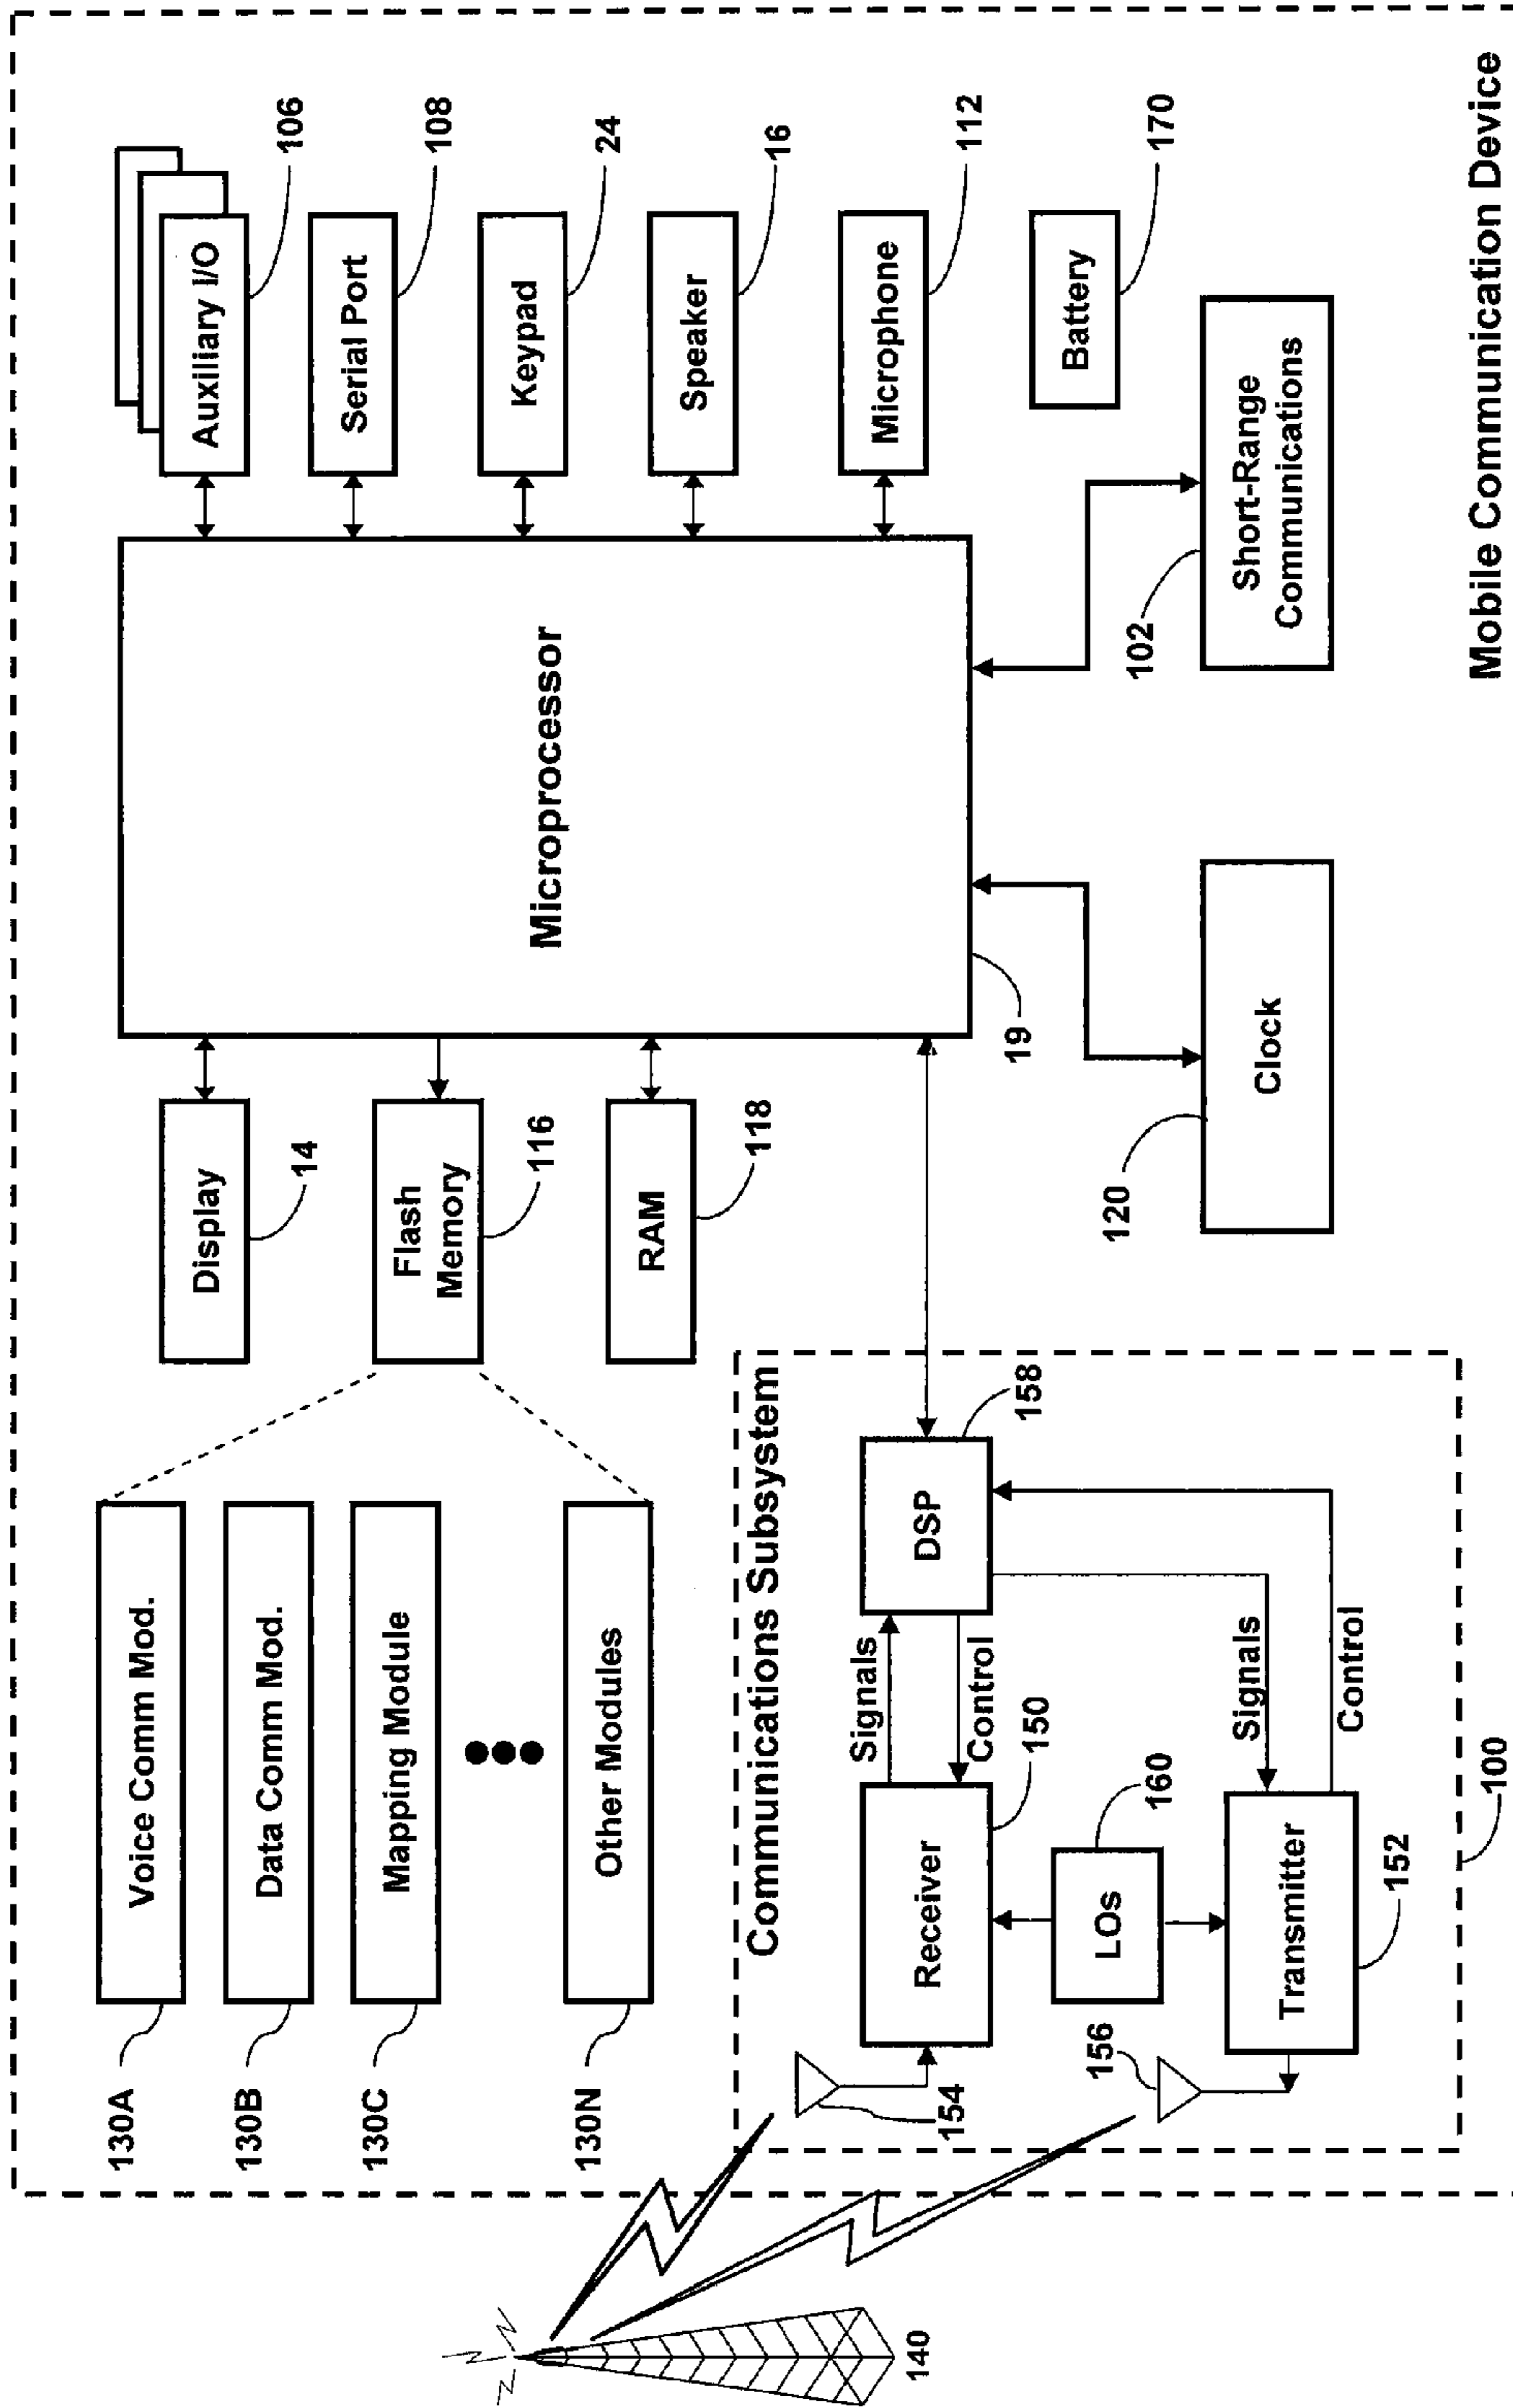 130A
Voice Comm Mod.
130B
Data Comm Mod.
130C
Mapping Module
130N
Other Modules
Display
14
Flash
Memory
116
RAM
118
Microprocessor
19
Auxiliary I/O
106
Serial Port
108
Keypad
24
Speaker
16
Microphone
112
Battery
170
Communications Subsystem
Receiver
150
Signals
Control
DSP
158
154
LOs
160
156
Transmitter
152
Signals
Control
100
140
120
Clock
102
Short-Range
Communications
Mobile Communication Device